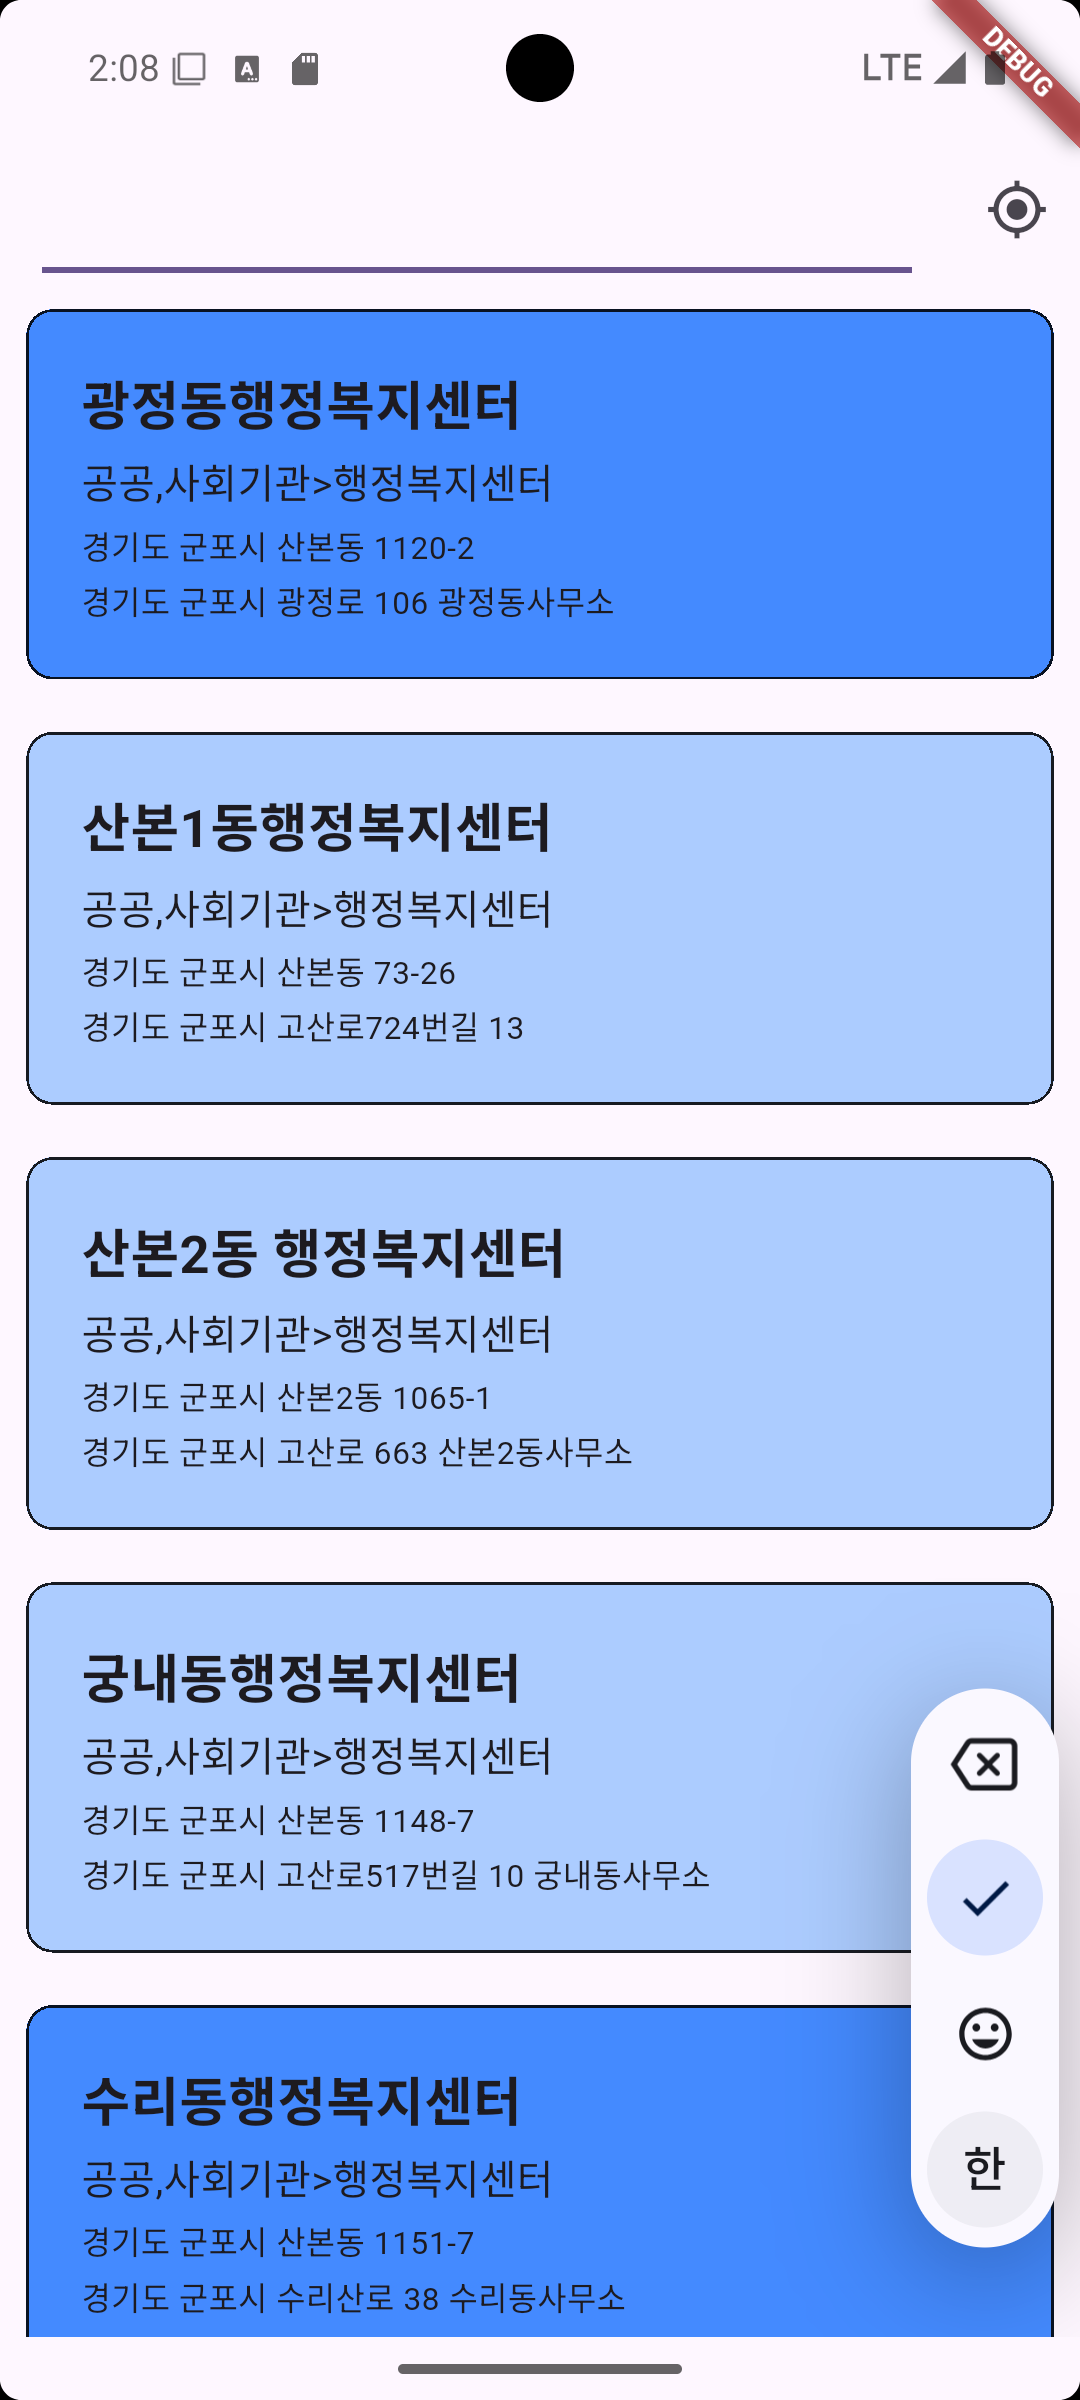 2:08
LTE
DEBUG
광정동행정복지센터
공공,사회기관>행정복지센터
경기도 군포시 산본동 1120-2
경기도 군포시 광정로 106 광정동사무소
산본1동행정복지센터
공공,사회기관>행정복지센터
경기도 군포시 산본동 73-26
경기도 군포시 고산로724번길 13
산본2동 행정복지센터
공공,사회기관>행정복지센터
경기도 군포시 산본2동 1065-1
경기도 군포시 고산로 663 산본2동사무소
궁내동행정복지센터
공공,사회기관>행정복지센터
경기도 군포시 산본동 1148-7
경기도 군포시 고산로517번길 10 궁내동사무소
수리동행정복지센터
공공,사회기관>행정복지센터
경기도 군포시 산본동 1151-7
경기도 군포시 수리산로 38 수리동사무소
한